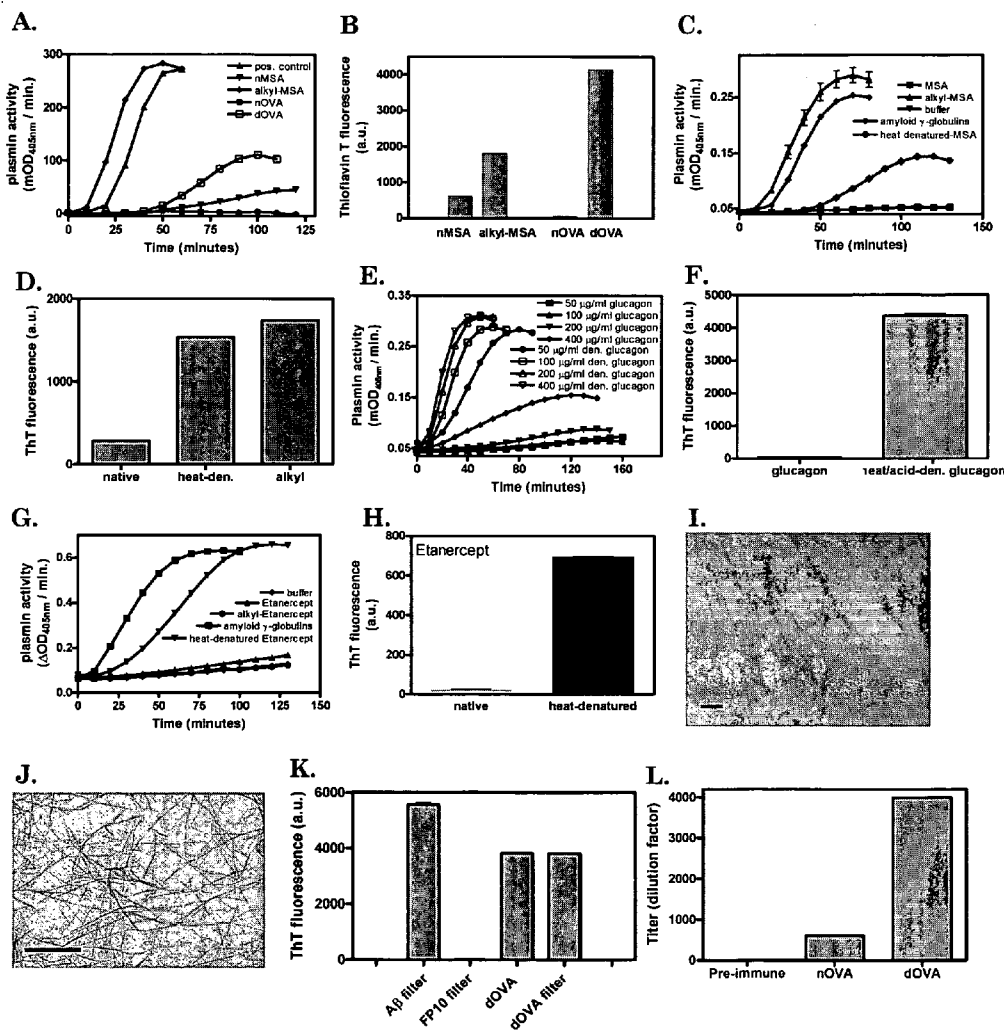 A.
plasmin activity
(mOD405nm / min.)
300
200
100
0
0
25
50
75
100
125
Time (minutes)
pos. control
nMSA
alkyl-MSA
nOVA
dOVA
B.
Thioflavin T fluorescence
(a.u.)
4000
3000
2000
1000
0
nMSA alkyl-MSA nOVA dOVA
C.
Plasmin activity
(mOD405nm / min.)
0.25
0.15
0.05
0
50
100
150
Time (minutes)
MSA
alkyl-MSA
buffer
amyloid γ-globulins
heat denatured-MSA
D.
ThT fluorescence (a.u.)
2000
1000
0
native
heat-den.
alkyl
E.
Plasmin activity
(mOD405nm / min.)
0.35
0.25
0.15
0.05
0
40
80
120
160
Time (minutes)
50 μg/ml glucagon
100 μg/ml glucagon
200 μg/ml glucagon
400 μg/ml glucagon
50 μg/ml den. glucagon
100 μg/ml den. glucagon
200 μg/ml den. glucagon
400 μg/ml den. glucagon
F.
ThT fluorescence (a.u.)
5000
4000
3000
2000
1000
0
glucagon
neat/acid-den. glucagon
G.
plasmin activity
(ΔOD405nm / min.)
0.6
0.4
0.2
0.0
0
25
50
75
100
125
150
Time (minutes)
buffer
Etanercept
alkyl-Etanercept
amyloid γ-globulins
heat-denatured Etanercept
H.
ThT fluorescence
(a.u.)
800
600
400
200
0
Etanercept
native
heat-denatured
I.
J.
K.
ThT fluorescence (a.u.)
6000
4000
2000
0
Aβ filter
FP10 filter
dOVA
dOVA filter
L.
Titer (dilution factor)
4000
3000
2000
1000
0
Pre-immune
nOVA
dOVA